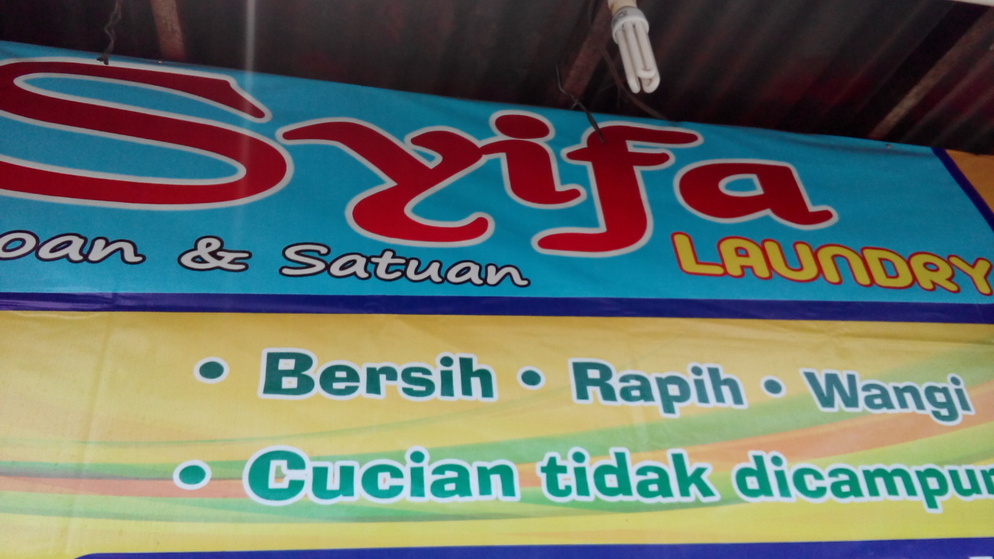 Syifa
& Satuan
LAUNDRY
• Bersih • Rapih • Wangi
• Cucian tidak dicampur